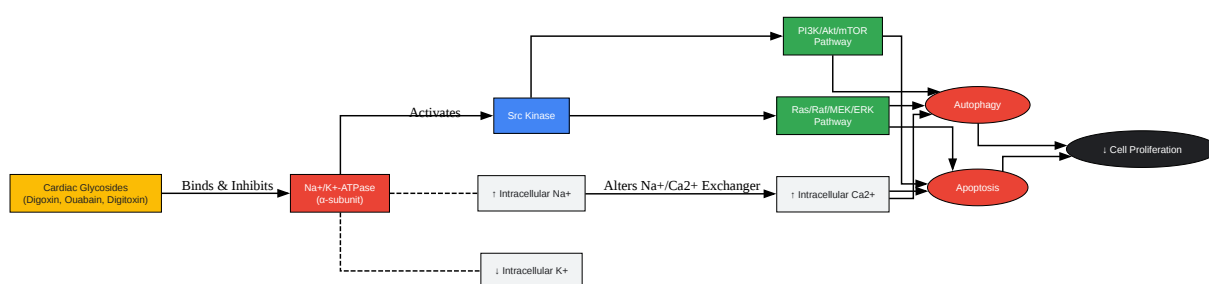 PI3K/Akt/mTOR
Pathway
Activates
Src Kinase
Ras/Raf/MEK/ERK
Pathway
Autophagy
↓ Cell Proliferation
Cardiac Glycosides
(Digoxin, Ouabain, Digitoxin)
Binds & Inhibits
Na+/K+-ATPase
(α-subunit)
↑ Intracellular Na+
Alters Na+/Ca2+ Exchanger
↑ Intracellular Ca2+
Apoptosis
↓ Intracellular K+